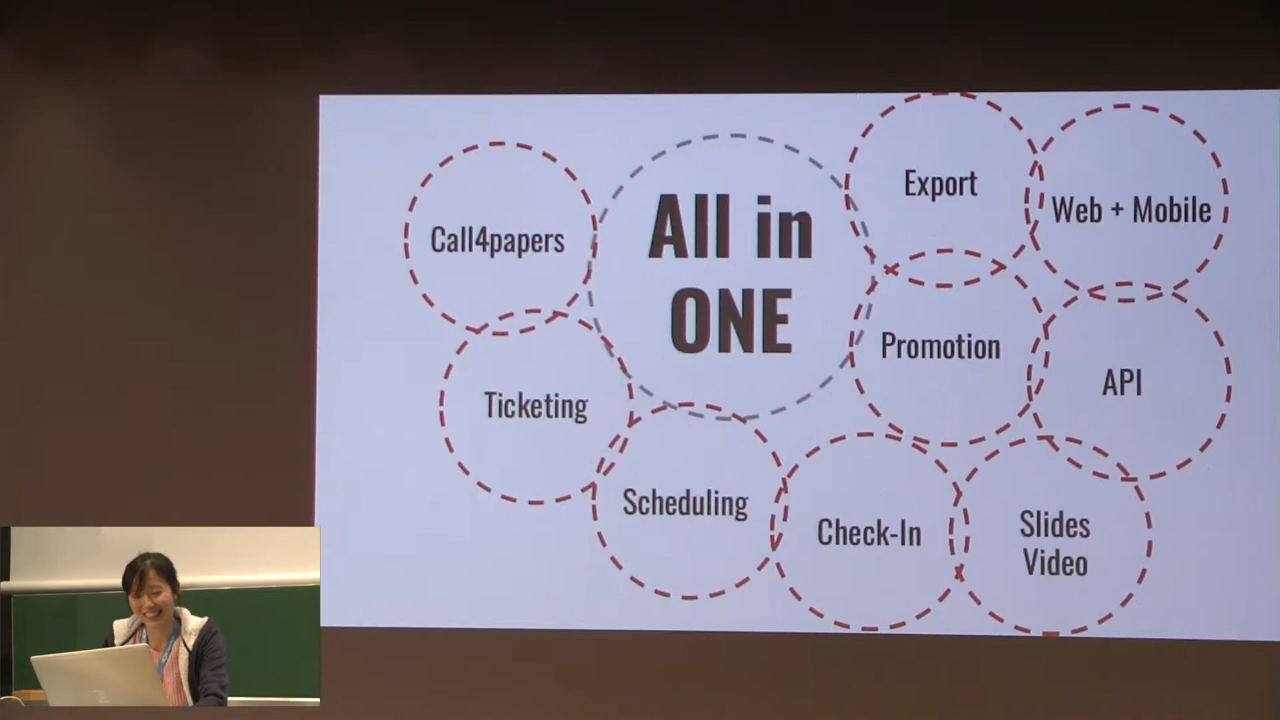 All in
ONE
Call4papers
Export
Web + Mobile
Promotion
API
Ticketing
Scheduling
Check-In
Slides
Video